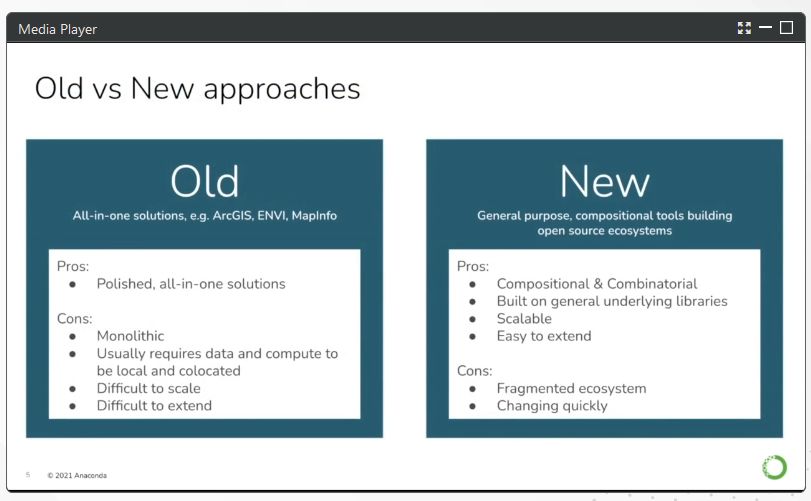 Media Player
Old vs New approaches
Old
All-in-one solutions, e.g. ArcGIS, ENVI, MapInfo
Pros:
● Polished, all-in-one solutions
Cons:
● Monolithic
● Usually requires data and compute to
be local and colocated
● Difficult to scale
● Difficult to extend
New
General purpose, compositional tools building
open source ecosystems
Pros:
● Compositional & Combinatorial
● Built on general underlying libraries
● Scalable
● Easy to extend
Cons:
● Fragmented ecosystem
● Changing quickly
5 © 2021 Anaconda